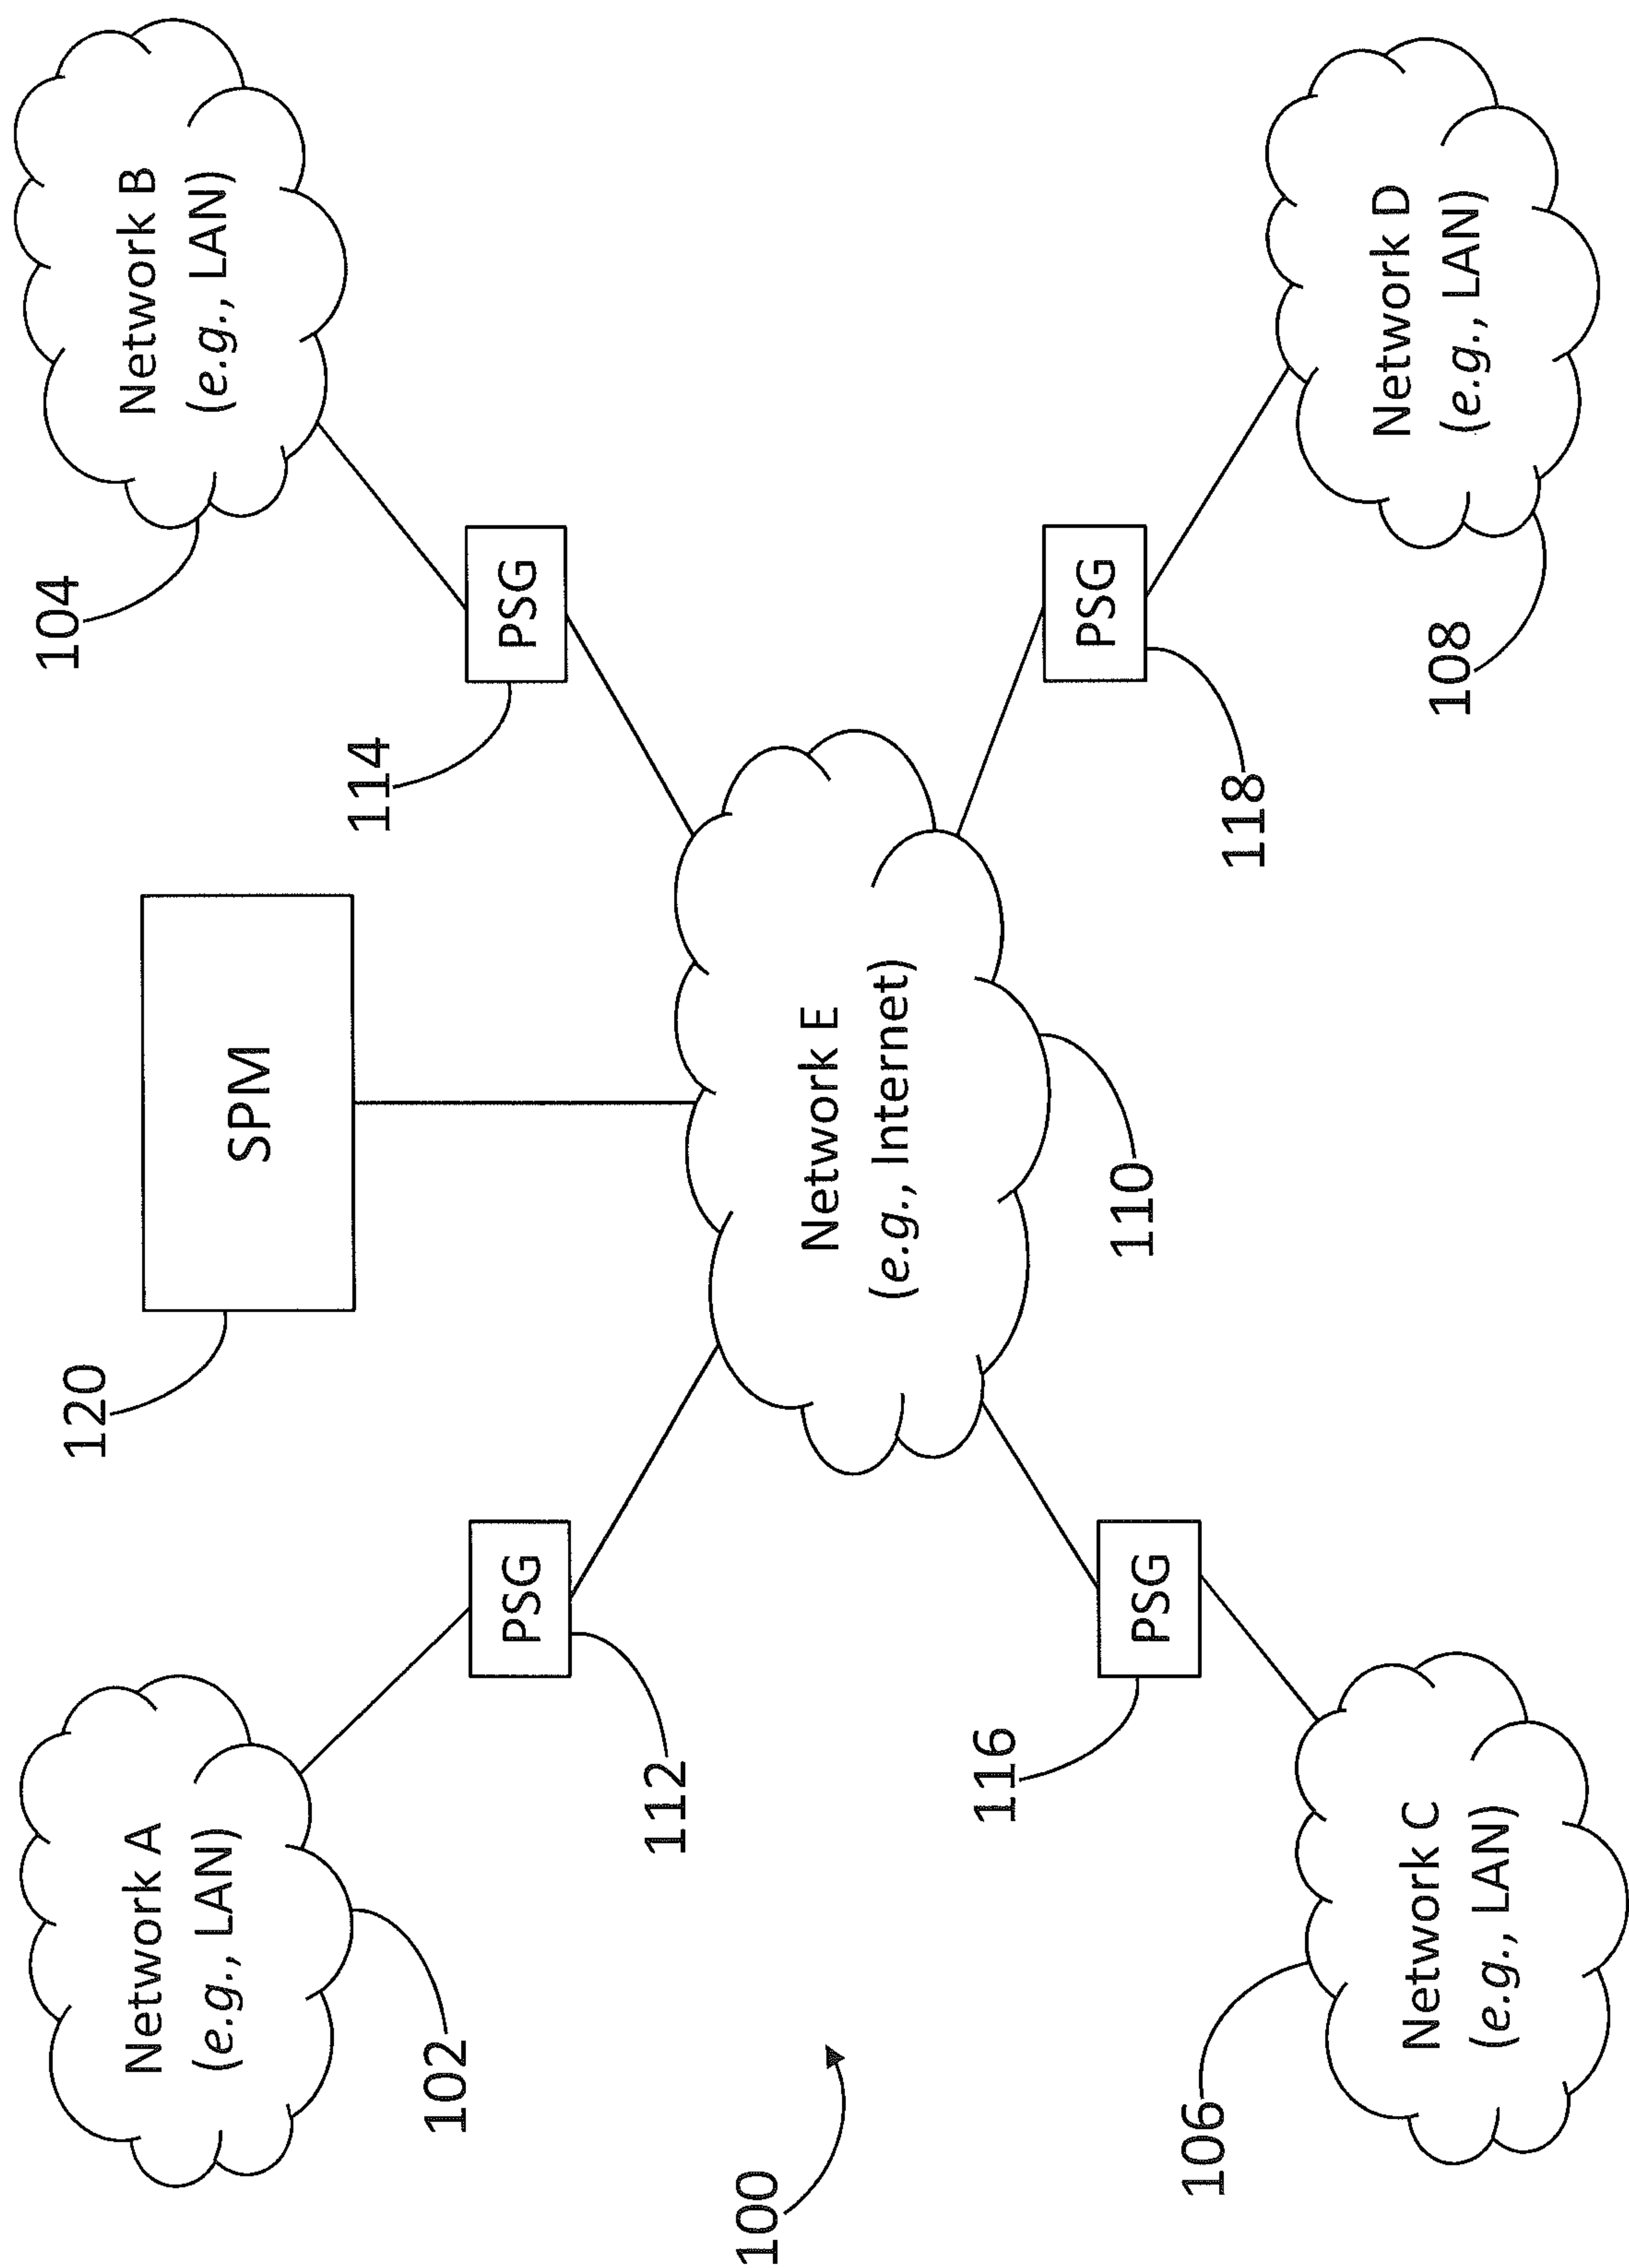 120
SPM
104
Network A
(e.g., LAN)
Network B
(e.g., LAN)
114
102
PSG
PSG
112
Network E
(e.g., Internet)
100
116
110
PSG
PSG
118
106
Network C
(e.g., LAN)
Network D
(e.g., LAN)
108